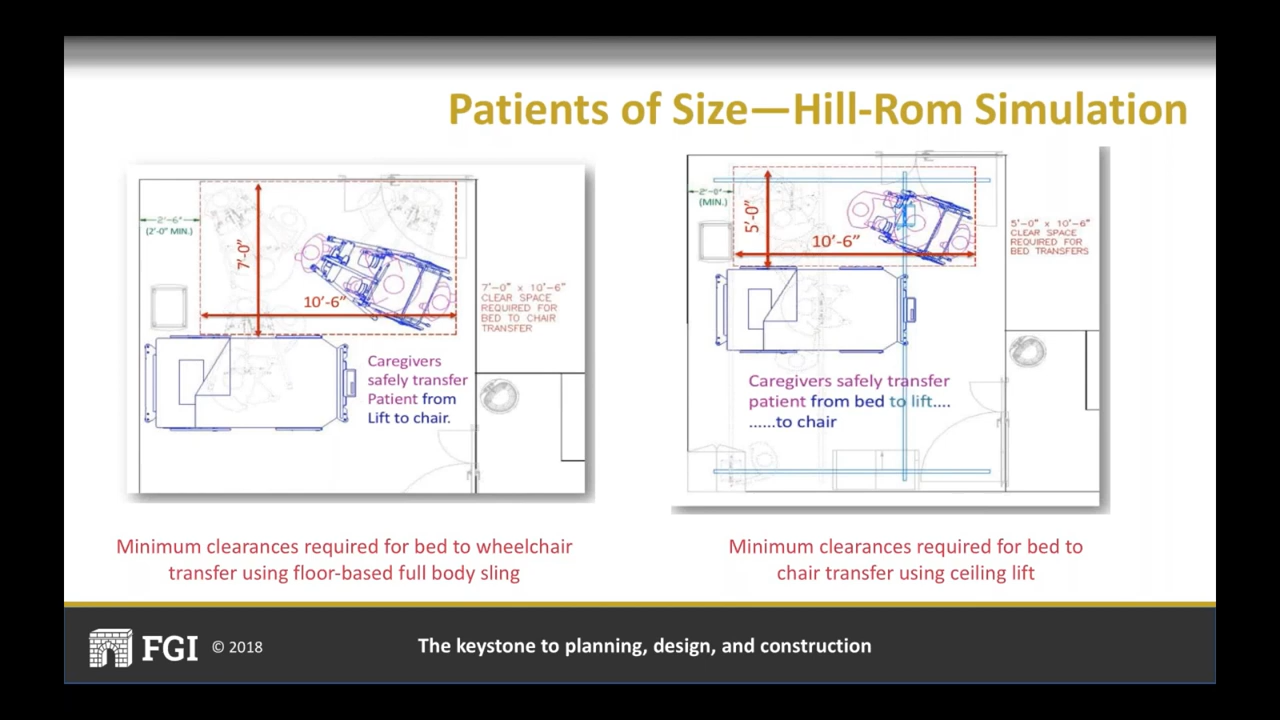 Patients of Size—Hill-Rom Simulation
2'-6"
(2'-0" MIN.)
7'-0"
10'-6"
7'-0" x 10'-6"
CLEAR SPACE
REQUIRED FOR
BED TO CHAIR
TRANSFER
Caregivers
safely transfer
Patient from
Lift to chair.
2'-0"
(MIN.)
5'-0"
10'-6"
5'-0" x 10'-6"
CLEAR SPACE
REQUIRED FOR
BED TRANSFERS
Caregivers safely transfer
patient from bed to lift....
......to chair
Minimum clearances required for bed to wheelchair
transfer using floor-based full body sling
Minimum clearances required for bed to
chair transfer using ceiling lift
FGI © 2018
The keystone to planning, design, and construction